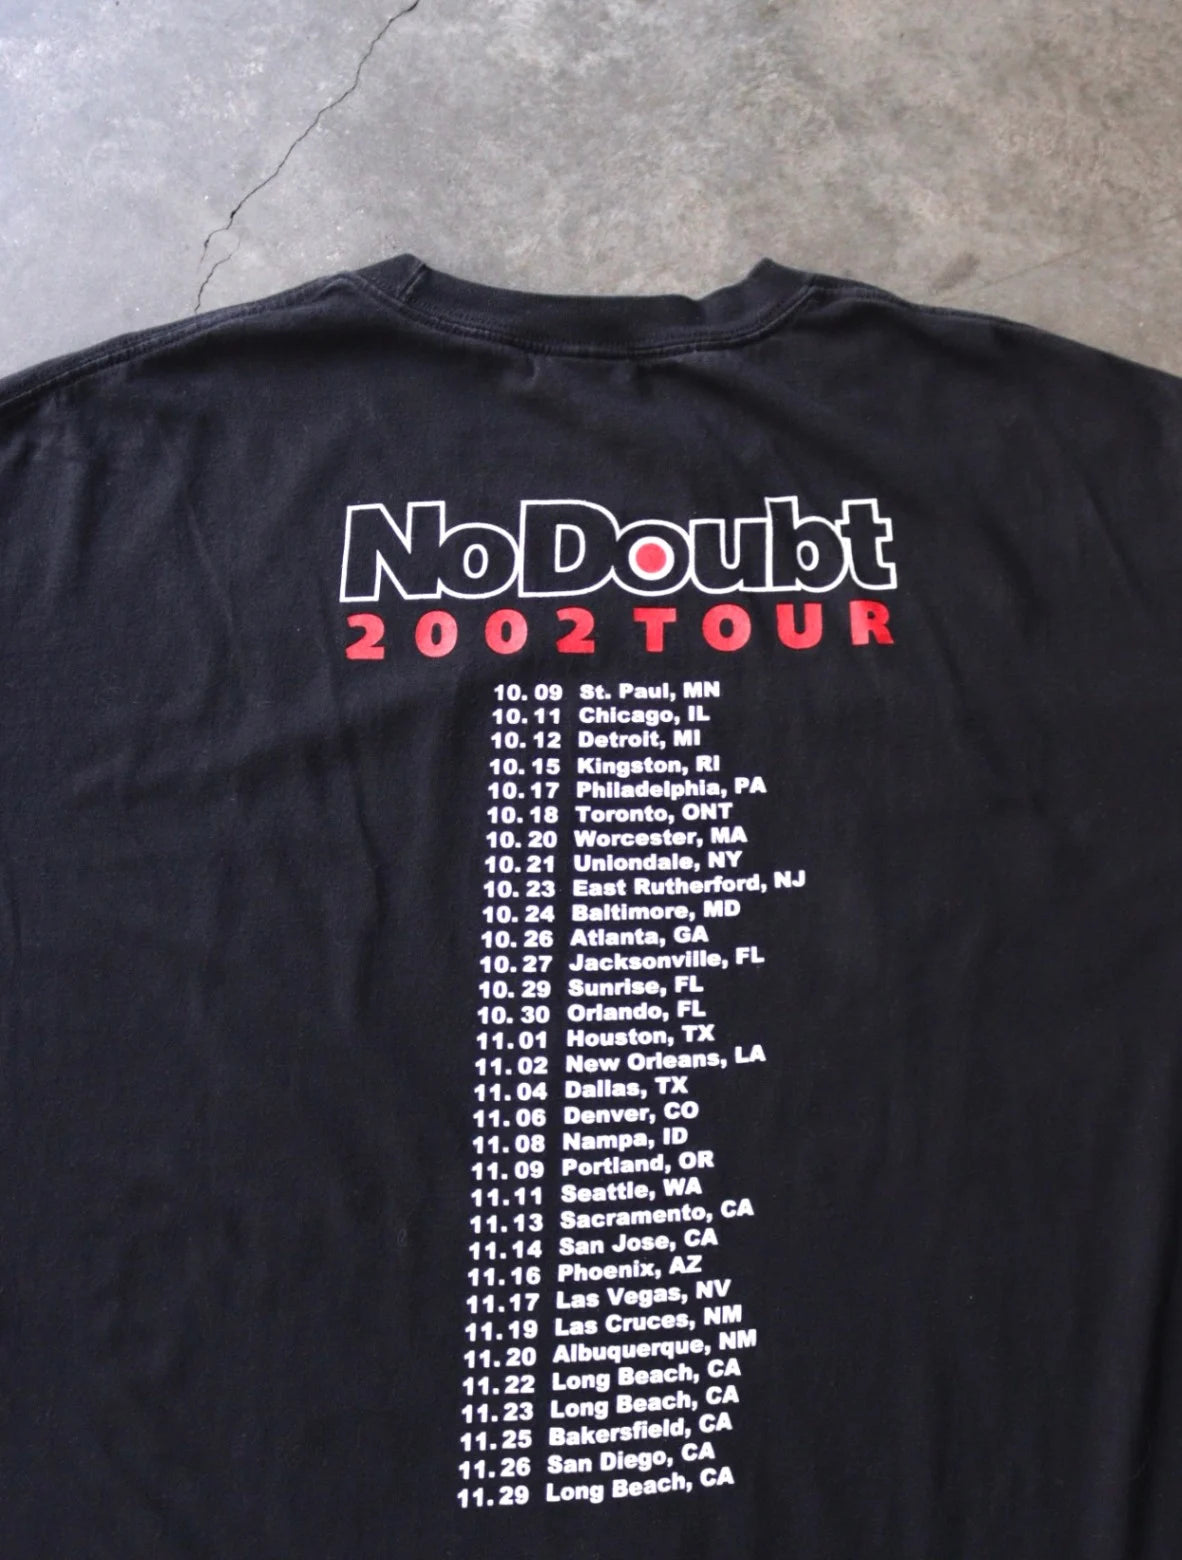 NoDoubt
2002 TOUR
10.09 St. Paul, MN
10.11 Chicago, IL
10.12 Detroit, MI
10.15 Kingston, RI
10.17 Philadelphia, PA
10.18 Toronto, ONT
10.20 Worcester, MA
10.21 Uniondale, NY
10.23 East Rutherford, NJ
10.24 Baltimore, MD
10.26 Atlanta, GA
10.27 Jacksonville, FL
10.29 Sunrise, FL
10.30 Orlando, FL
11.01 Houston, TX
11.02 New Orleans, LA
11.04 Dallas, TX
11.06 Denver, CO
11.08 Nampa, ID
11.09 Portland, OR
11.11 Seattle, WA
11.13 Sacramento, CA
11.14 San Jose, CA
11.16 Phoenix, AZ
11.17 Las Vegas, NV
11.19 Las Cruces, NM
11.20 Albuquerque, NM
11.22 Long Beach, CA
11.23 Long Beach, CA
11.25 Bakersfield, CA
11.26 San Diego, CA
11.29 Long Beach, CA